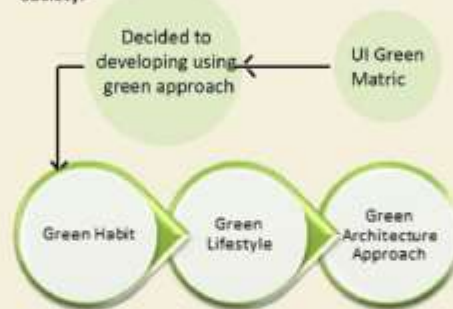 Decided to
developing using
green approach
UI Green
Matric
Green Habit
Green
Lifestyle
Green
Architecture
Approach